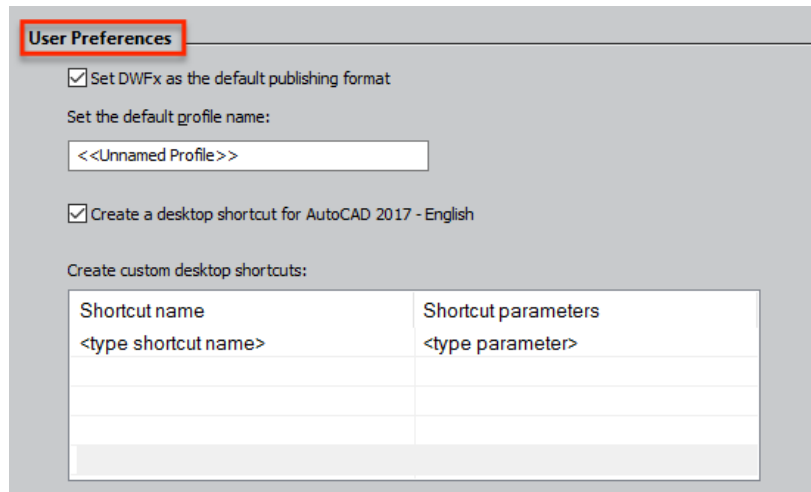 User Preferences
Set DWFx as the default publishing format
Set the default profile name:
<<Unnamed Profile>>
Create a desktop shortcut for AutoCAD 2017 - English
Create custom desktop shortcuts:
Shortcut name Shortcut parameters
<type shortcut name> <type parameter>